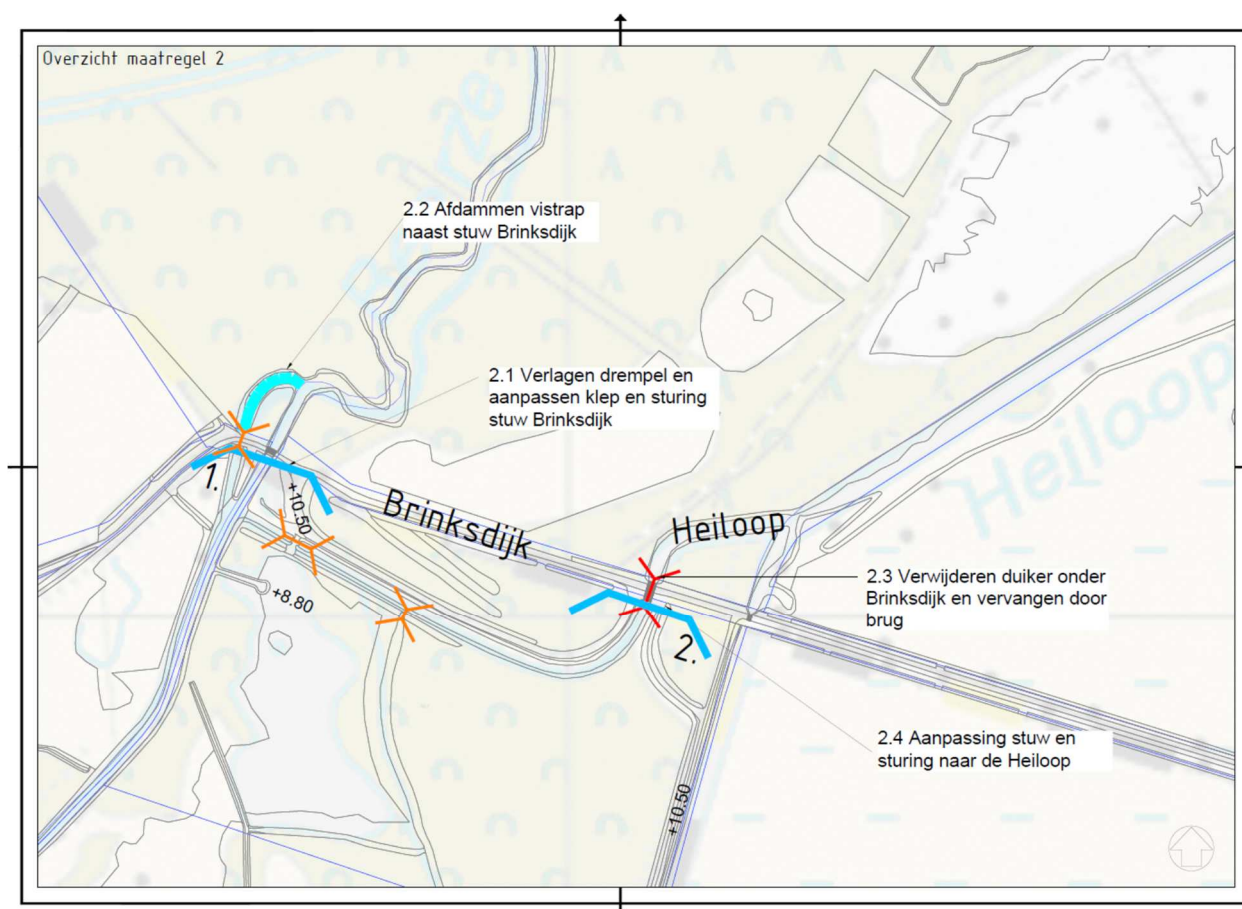 Overzicht maatregel 2
2.2 Afdammen vistrap
naast stuw Brinksdijk
2.1 Verlagen drempel en
aanpassen klep en sturing
stuw Brinksdijk
1.
+10.50
Brinksdijk
Heiloop
Heiloop
2.3 Verwijderen duiker onder
Brinksdijk en vervangen door
brug
+8.80
2.
2.4 Aanpassing stuw en
sturing naar de Heiloop
+10.50